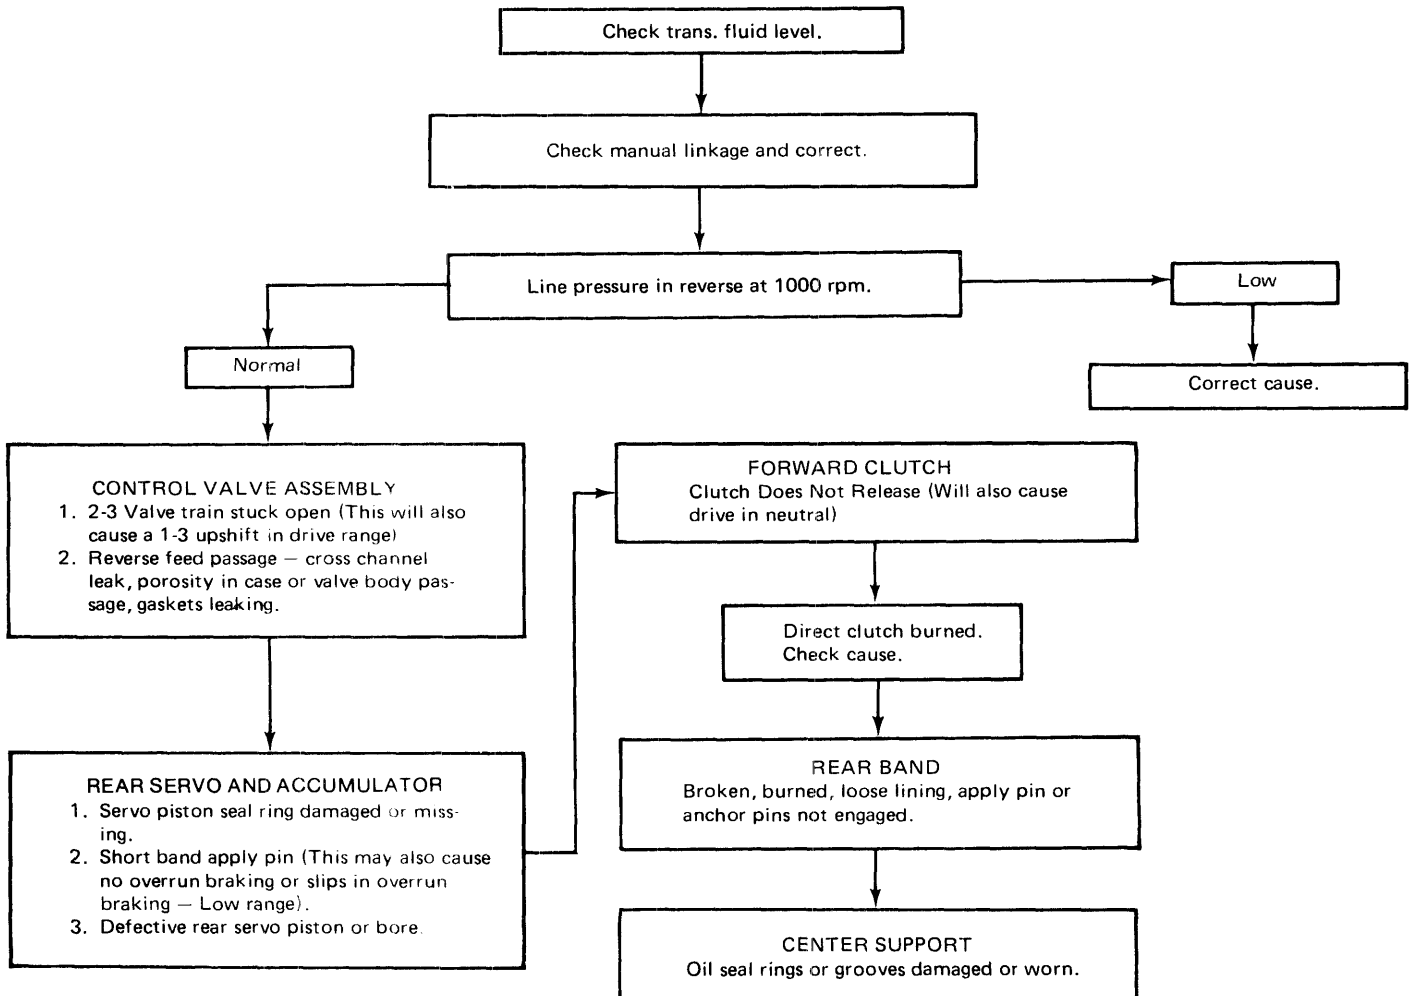 Check trans. fluid level.
Check manual linkage and correct.
Line pressure in reverse at 1000 rpm.
Low
Normal
Correct cause.
CONTROL VALVE ASSEMBLY
1. 2-3 Valve train stuck open (This will also
cause a 1-3 upshift in drive range)
2. Reverse feed passage — cross channel
leak, porosity in case or valve body pas-
sage, gaskets leaking.
REAR SERVO AND ACCUMULATOR
1. Servo piston seal ring damaged or miss-
ing.
2. Short band apply pin (This may also cause
no overrun braking or slips in overrun
braking — Low range).
3. Defective rear servo piston or bore.
FORWARD CLUTCH
Clutch Does Not Release (Will also cause
drive in neutral)
Direct clutch burned.
Check cause.
REAR BAND
Broken, burned, loose lining, apply pin or
anchor pins not engaged.
CENTER SUPPORT
Oil seal rings or grooves damaged or worn.